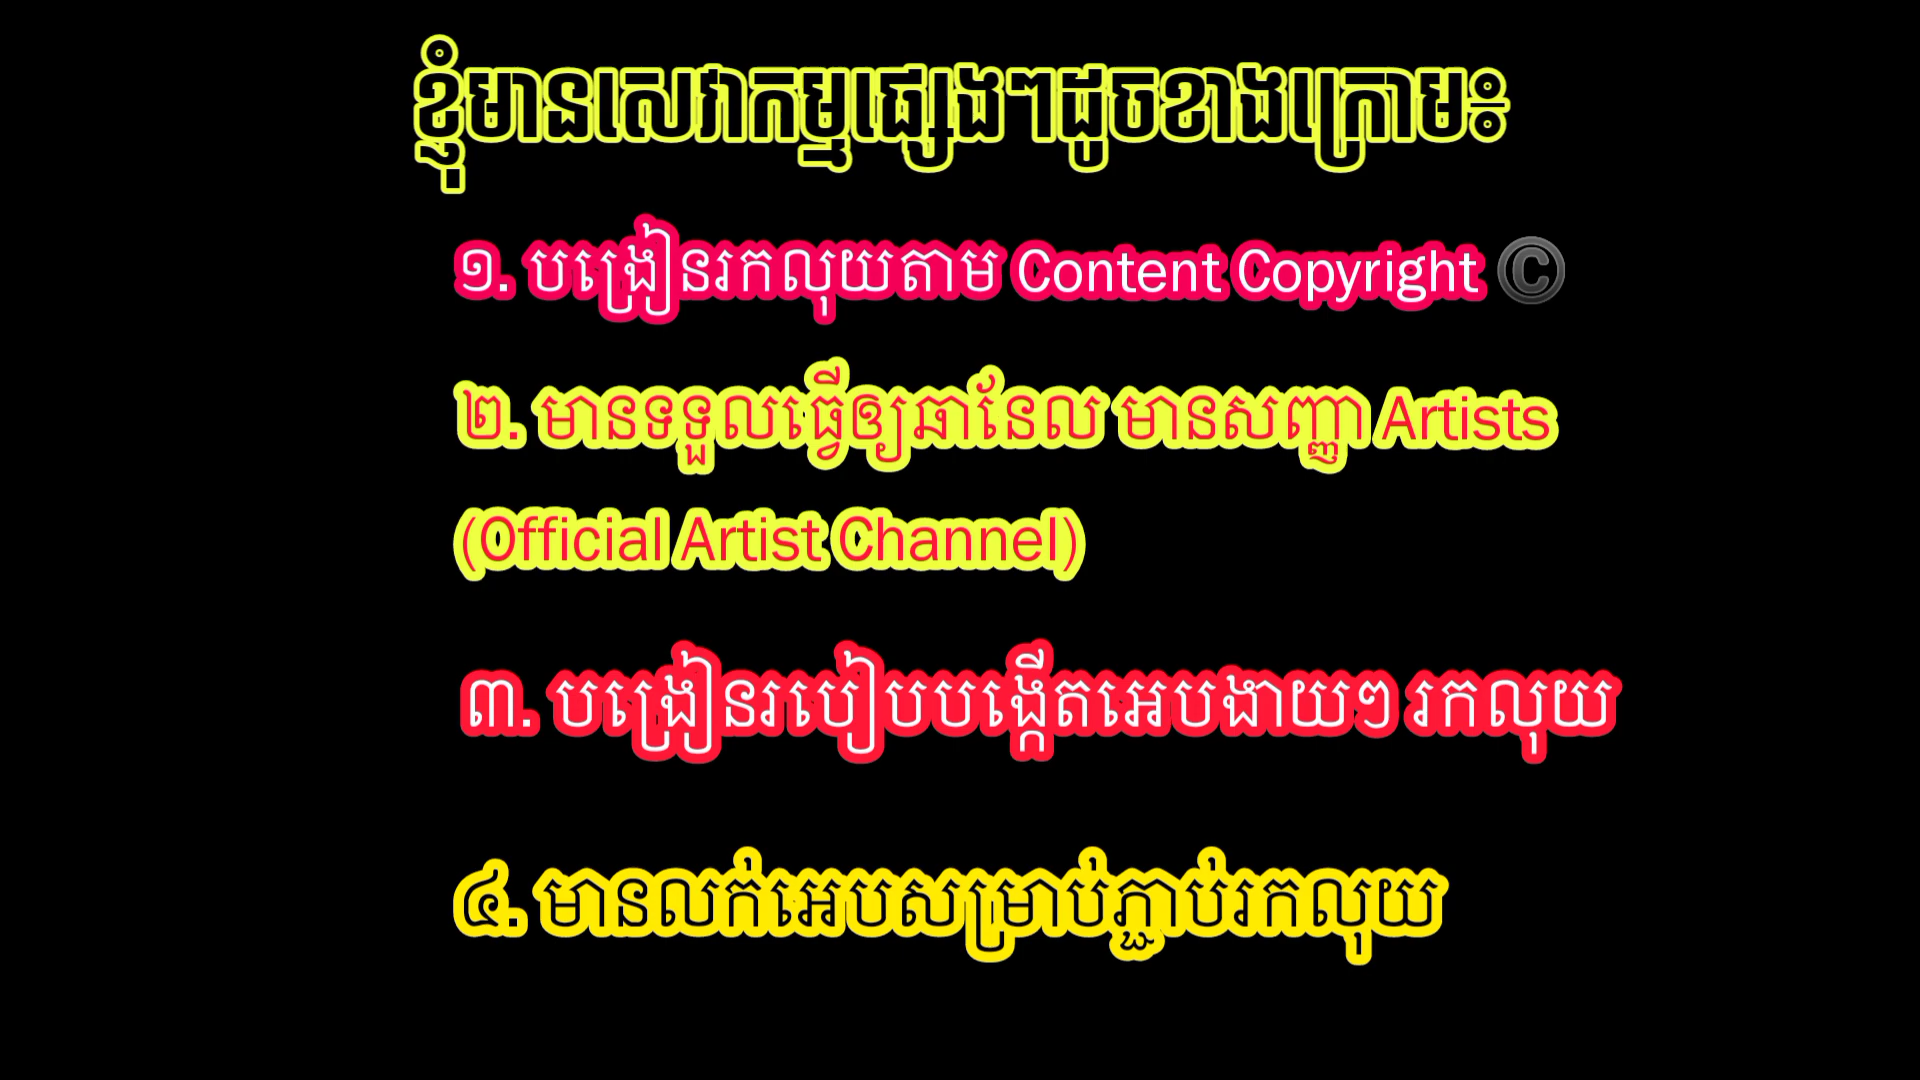 ខ្ញុំមានសេវាកម្មផ្សេងៗដូចខាងក្រោម៖
១. បង្រៀនរកលុយតាម Content Copyright ©
២. មានទទួលធ្វើឲ្យឆានែល មានសញ្ញា Artists
(Official Artist Channel)
៣. បង្រៀនរបៀបបង្កើតអេបងាយៗ រកលុយ
៤. មានលក់អេបសម្រាប់ភ្ជាប់រកលុយ